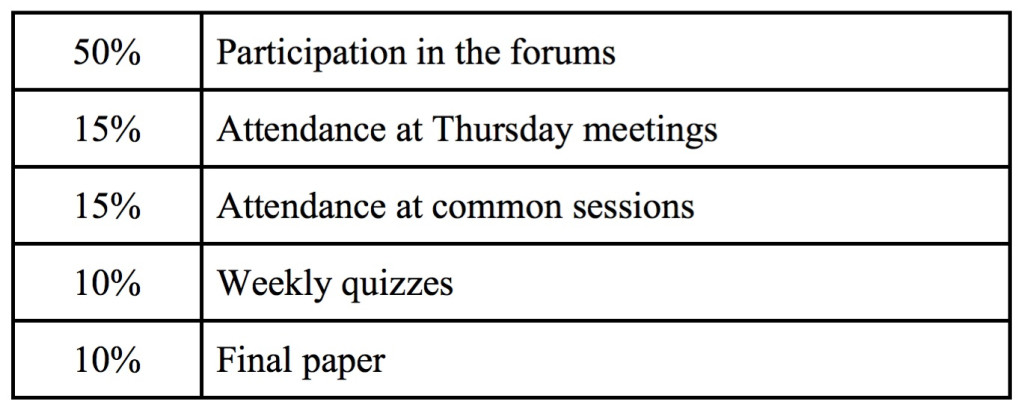 50% Participation in the forums
15% Attendance at Thursday meetings
15% Attendance at common sessions
10% Weekly quizzes
10% Final paper